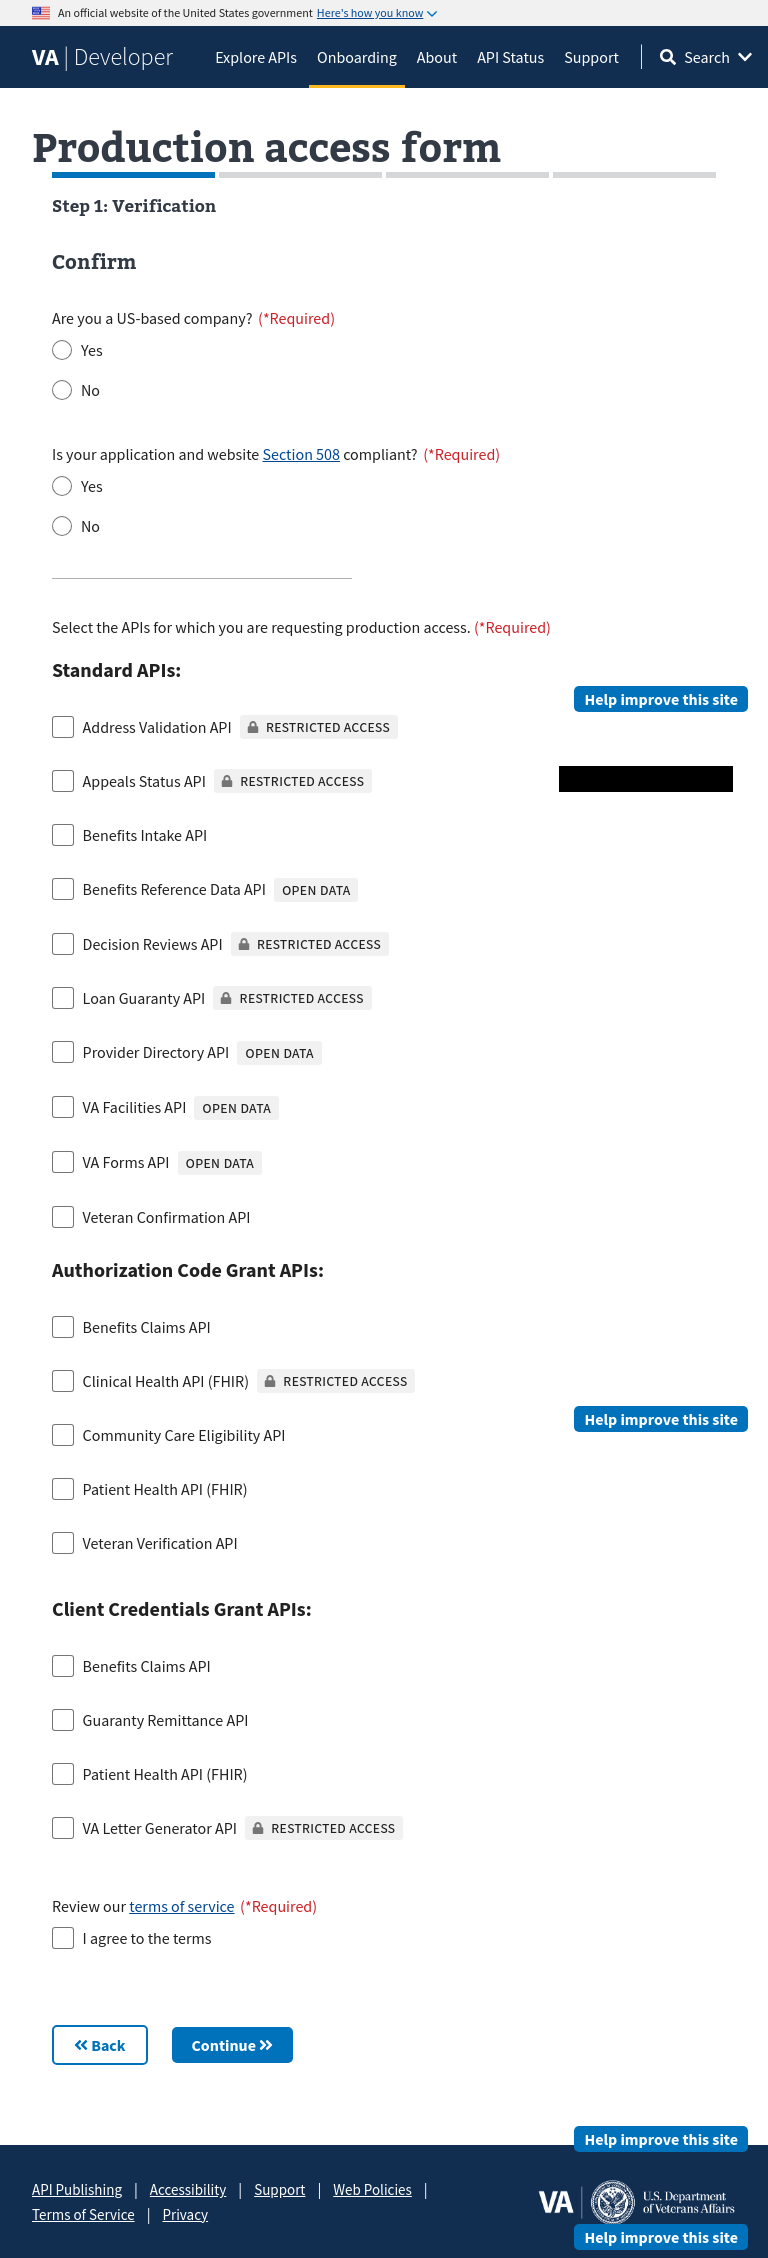 An official website of the United States government Here's how you know
VA | Developer
Explore APIs
Onboarding
About
API Status
Support
Search
Production access form
Step 1: Verification
Confirm
Are you a US-based company? (*Required)
Yes
No
Is your application and website Section 508 compliant? (*Required)
Yes
No
Select the APIs for which you are requesting production access. (*Required)
Standard APIs:
Help improve this site
Address Validation API RESTRICTED ACCESS
Appeals Status API RESTRICTED ACCESS
Benefits Intake API
Benefits Reference Data API OPEN DATA
Decision Reviews API RESTRICTED ACCESS
Loan Guaranty API RESTRICTED ACCESS
Provider Directory API OPEN DATA
VA Facilities API OPEN DATA
VA Forms API OPEN DATA
Veteran Confirmation API
Authorization Code Grant APIs:
Benefits Claims API
Clinical Health API (FHIR) RESTRICTED ACCESS
Help improve this site
Community Care Eligibility API
Patient Health API (FHIR)
Veteran Verification API
Client Credentials Grant APIs:
Benefits Claims API
Guaranty Remittance API
Patient Health API (FHIR)
VA Letter Generator API RESTRICTED ACCESS
Review our terms of service (*Required)
I agree to the terms
Back
Continue
Help improve this site
API Publishing | Accessibility | Support | Web Policies |
Terms of Service | Privacy
VA
U.S. Department
of Veterans Affairs
Help improve this site